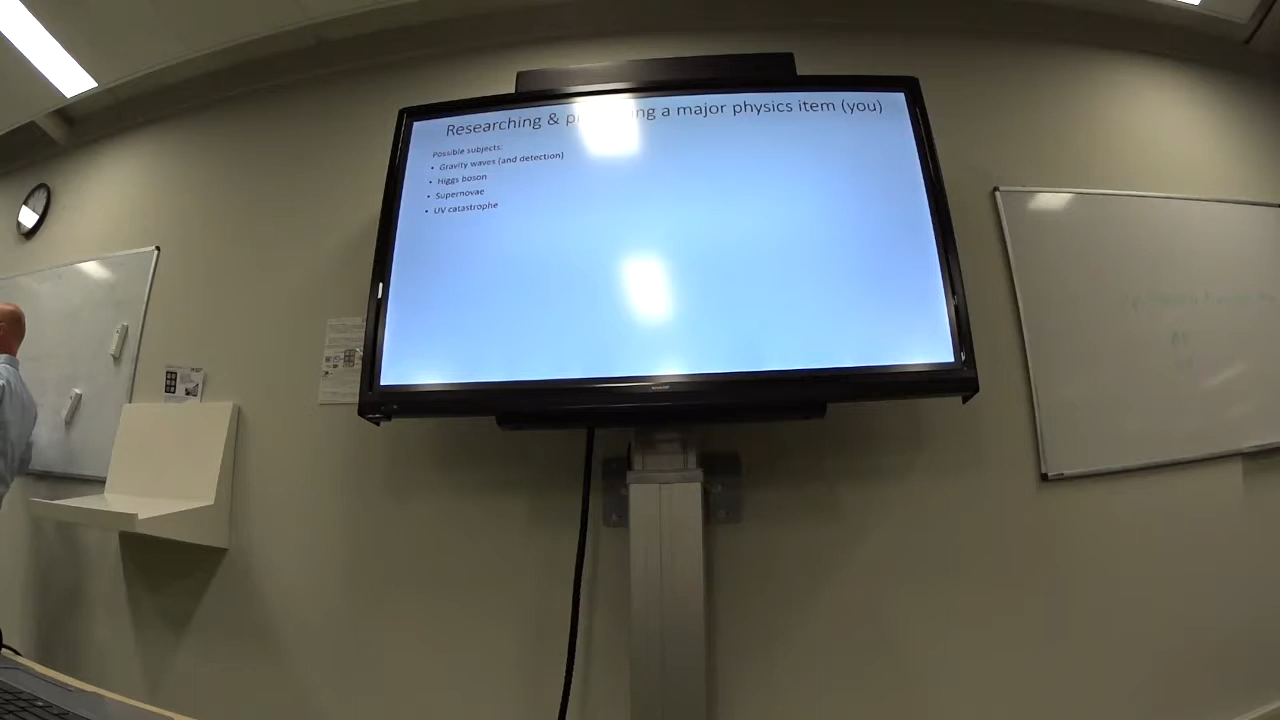 Researching & a major physics item (you)
Possible subjects:
• Gravity waves (and detection)
• Higgs boson
• Supernovae
• UV catastrophe